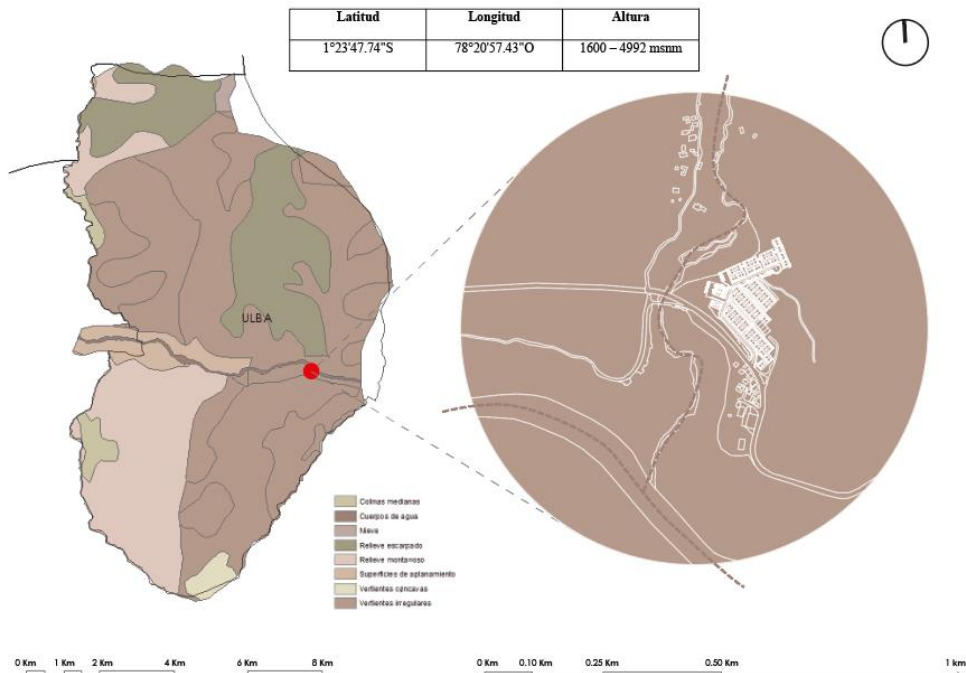 Latitud Longitud Altura
1°23'47.74"S 78°20'57.43"O 1600 – 4992 msnm
ULBA
Colinas medianas
Cuerpos de agua
Nieve
Relieve escarpado
Relieve montañoso
Superficies de aplanamiento
Vertientes cóncavas
Vertientes irregulares
0 Km 1 Km 2 Km 4 Km 6 Km 8 Km
0 Km 0.10 Km 0.25 Km 0.50 Km 1 km